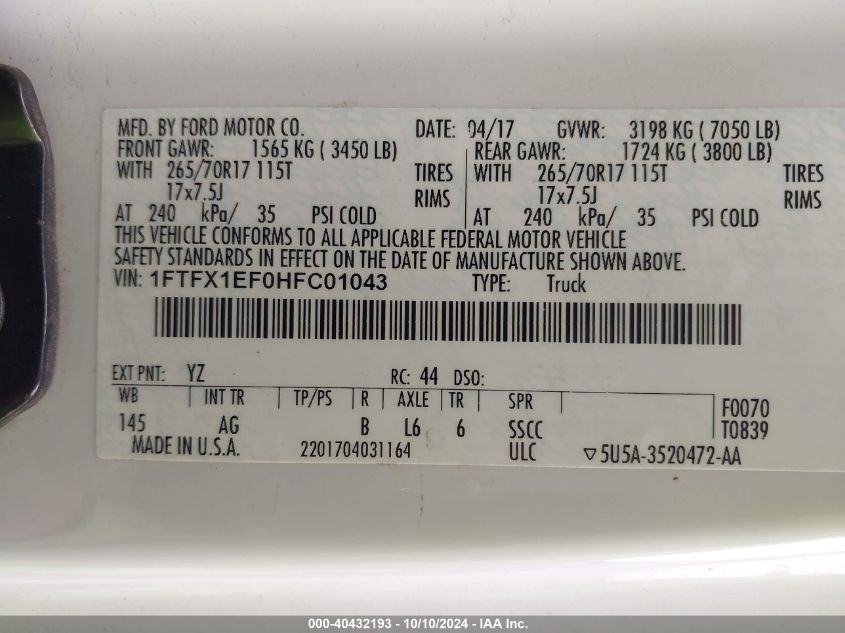 MFD. BY FORD MOTOR CO. DATE: 04/17 GVWR: 3198 KG ( 7050 LB)
FRONT GAWR: 1565 KG ( 3450 LB) REAR GAWR: 1724 KG ( 3800 LB)
WITH 265/70R17 115T TIRES WITH 265/70R17 115T TIRES
17x7.5J RIMS 17x7.5J RIMS
AT 240 kPa/ 35 PSI COLD AT 240 kPa/ 35 PSI COLD
THIS VEHICLE CONFORMS TO ALL APPLICABLE FEDERAL MOTOR VEHICLE
SAFETY STANDARDS IN EFFECT ON THE DATE OF MANUFACTURE SHOWN ABOVE.
VIN: 1FTFX1EF0HFC01043 TYPE: Truck
EXT PNT: YZ RC: 44 DSO:
WB INT TR TP/PS R AXLE TR SPR F0070
145 AG B L6 6 SSCC T0839
MADE IN U.S.A. 2201704031164 ULC ▽5U5A-3520472-AA
000-40432193 - 10/10/2024 - IAA Inc.